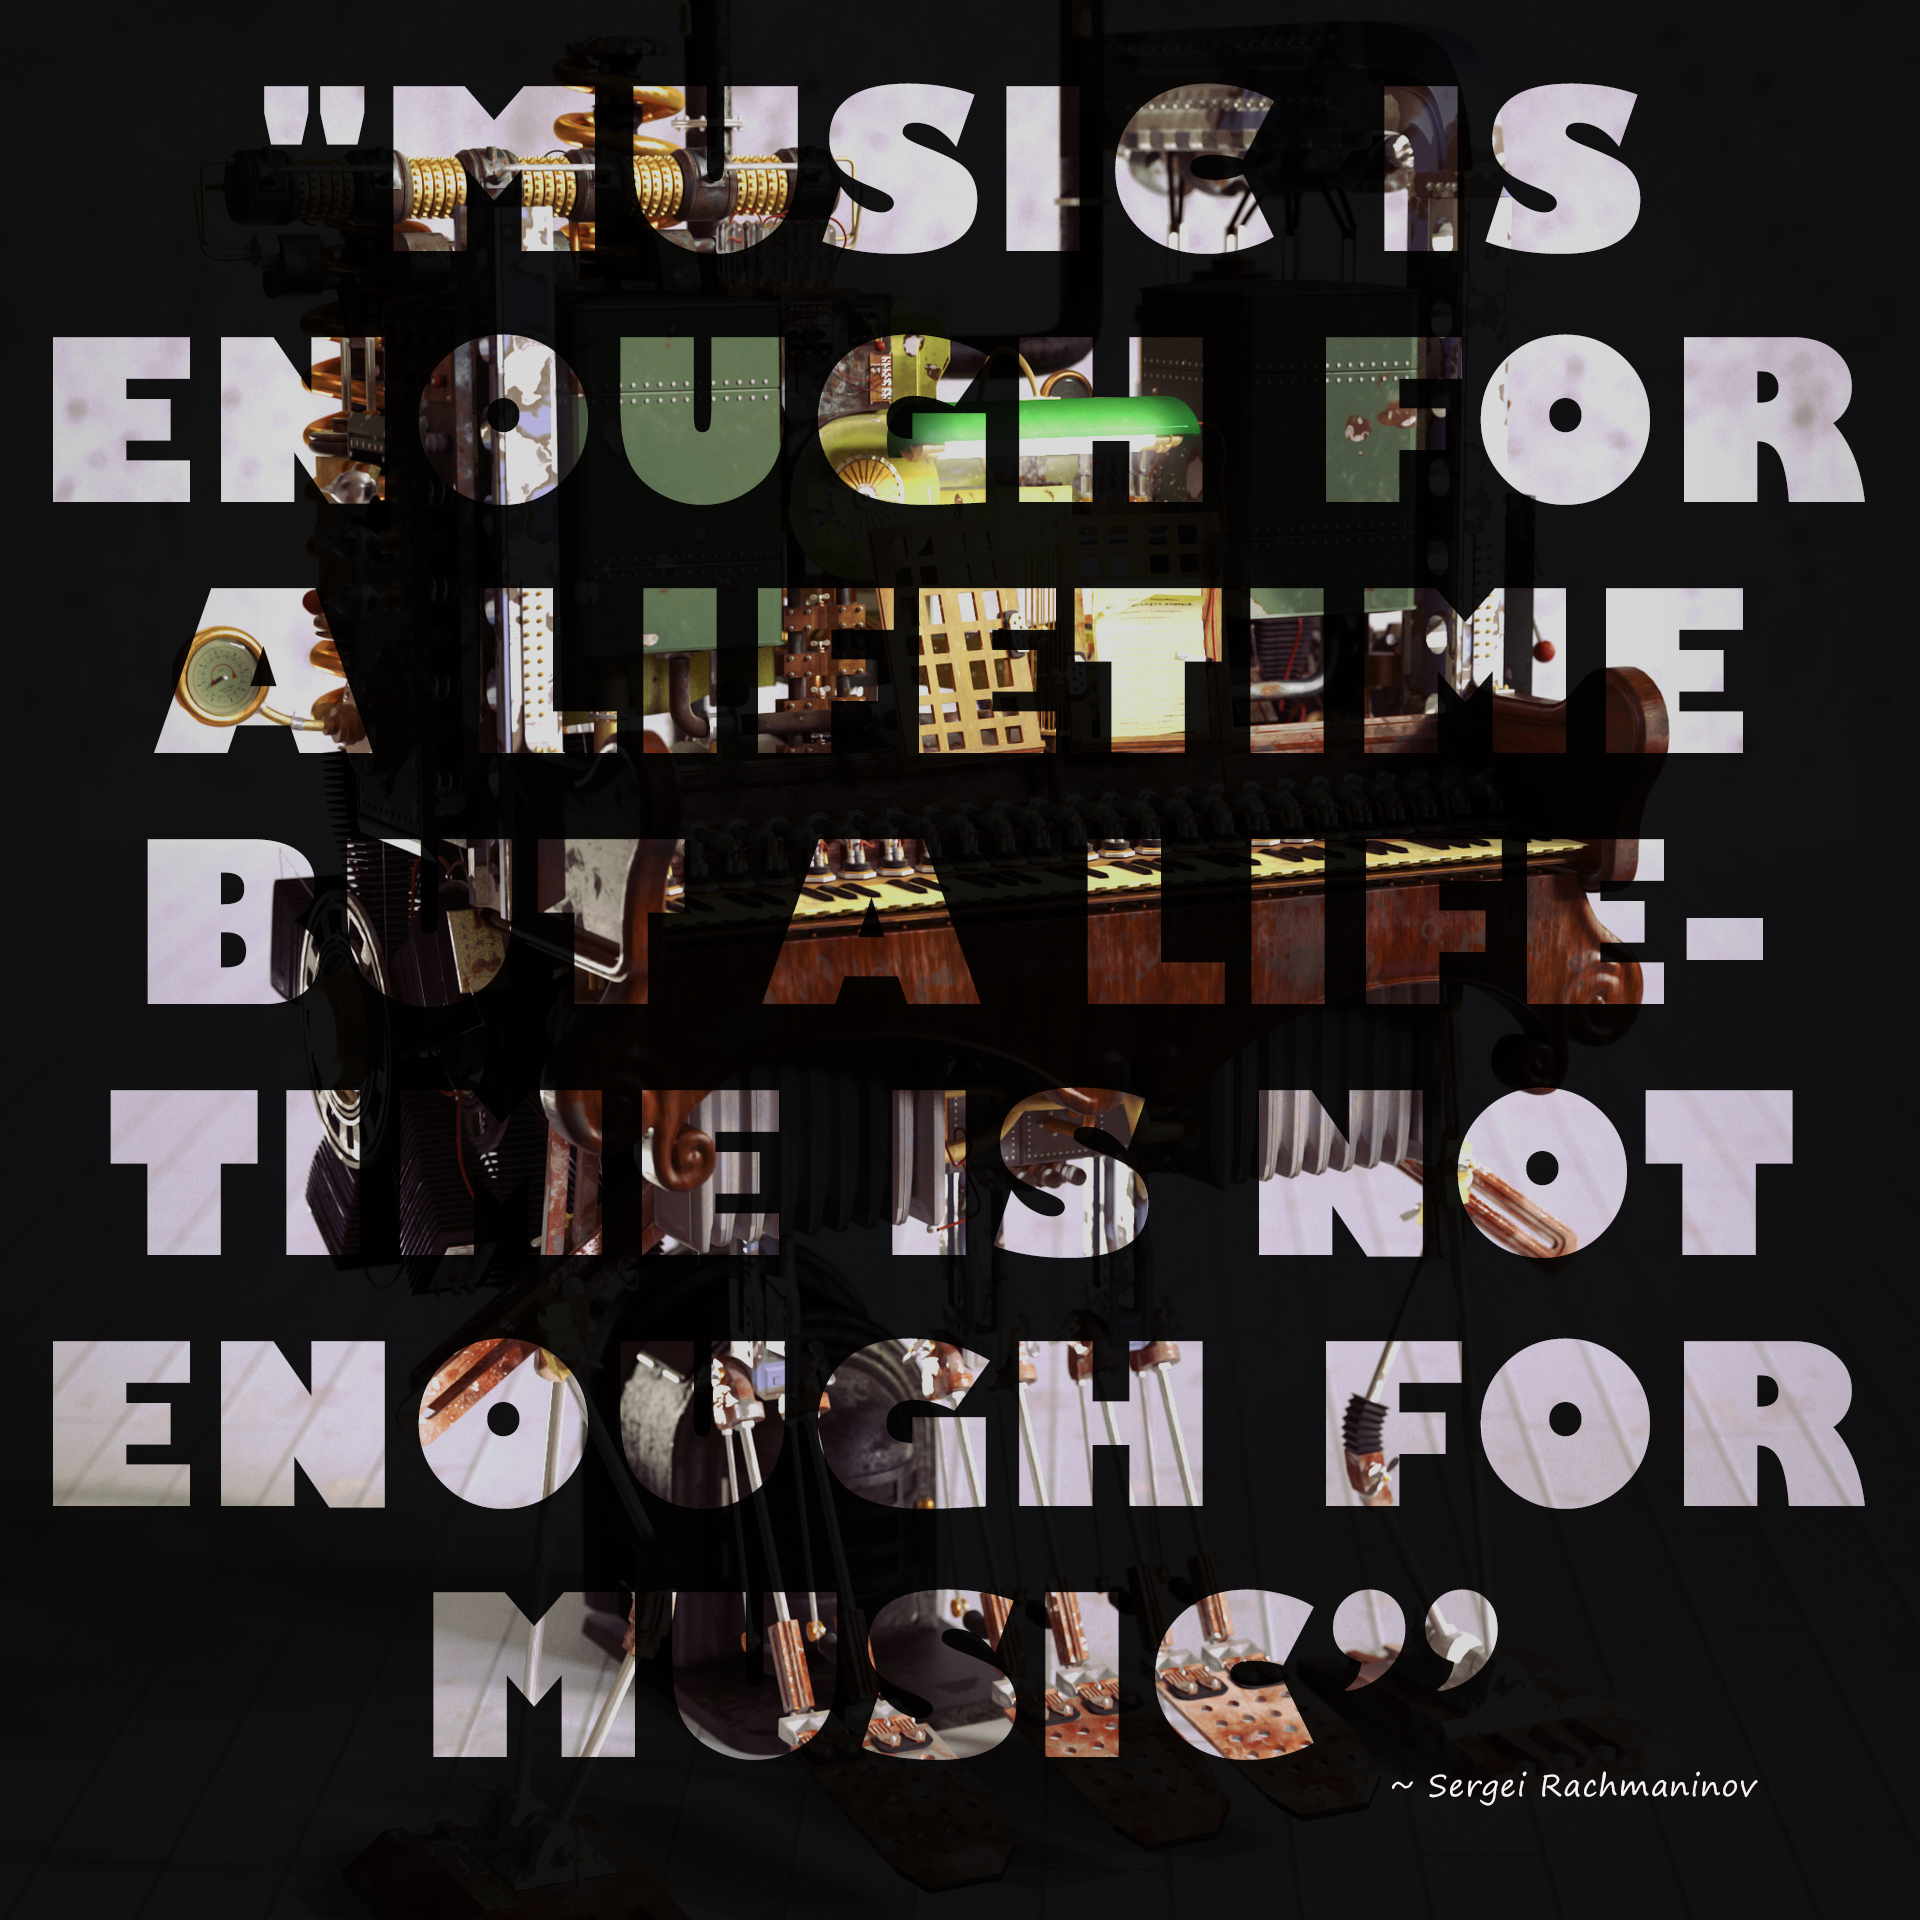 "MUSIC IS
ENOUGH FOR
A LIFETIME
BUT A LIFE-
TIME IS NOT
ENOUGH FOR
MUSIC”
~ Sergei Rachmaninov